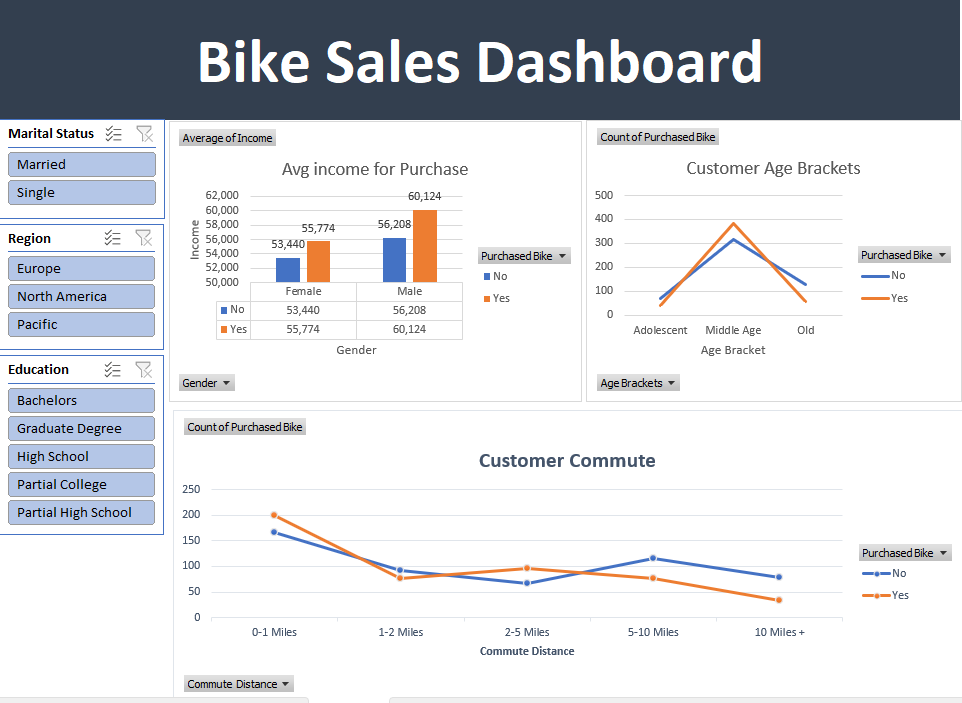 Bike Sales Dashboard
Marital Status
Married
Single
Region
Europe
North America
Pacific
Education
Bachelors
Graduate Degree
High School
Partial College
Partial High School
Average of Income
Avg income for Purchase
62,000
60,000
58,000
56,000
54,000
52,000
50,000
Income
53,440
55,774
56,208
60,124
Female Male
No 53,440 56,208
Yes 55,774 60,124
Gender
Purchased Bike
No
Yes
Gender
Count of Purchased Bike
Customer Age Brackets
500
400
300
200
100
0
Adolescent Middle Age Old
Age Bracket
Purchased Bike
No
Yes
Age Brackets
Count of Purchased Bike
Customer Commute
250
200
150
100
50
0
0-1 Miles 1-2 Miles 2-5 Miles 5-10 Miles 10 Miles +
Commute Distance
Purchased Bike
No
Yes
Commute Distance